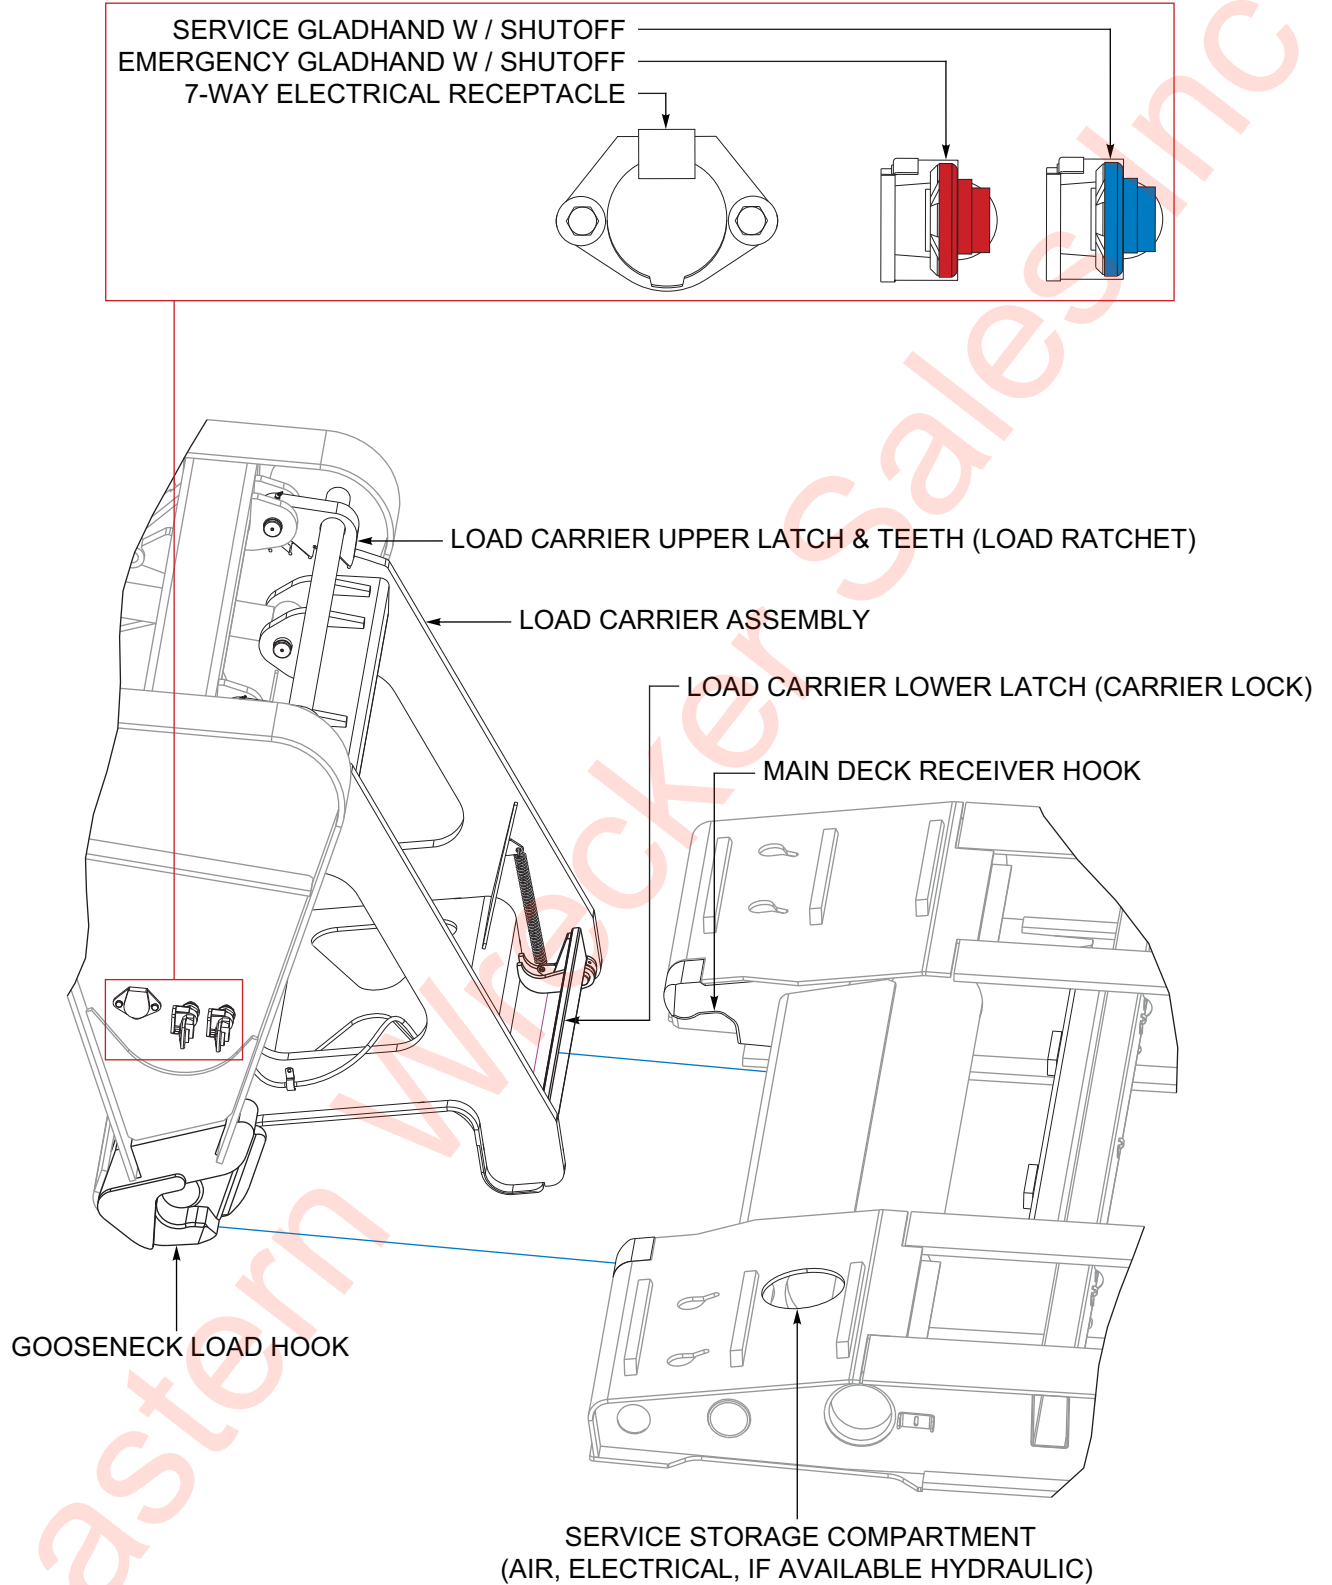 SERVICE GLADHAND W / SHUTOFF
EMERGENCY GLADHAND W / SHUTOFF
7-WAY ELECTRICAL RECEPTACLE
LOAD CARRIER UPPER LATCH & TEETH (LOAD RATCHET)
LOAD CARRIER ASSEMBLY
LOAD CARRIER LOWER LATCH (CARRIER LOCK)
MAIN DECK RECEIVER HOOK
GOOSENECK LOAD HOOK
SERVICE STORAGE COMPARTMENT
(AIR, ELECTRICAL, IF AVAILABLE HYDRAULIC)
astern Wrecker Sales Inc